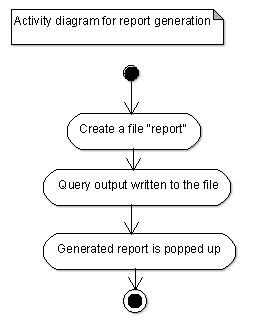 Activity diagram for report generation
Create a file "report"
Query output written to the file
Generated report is popped up